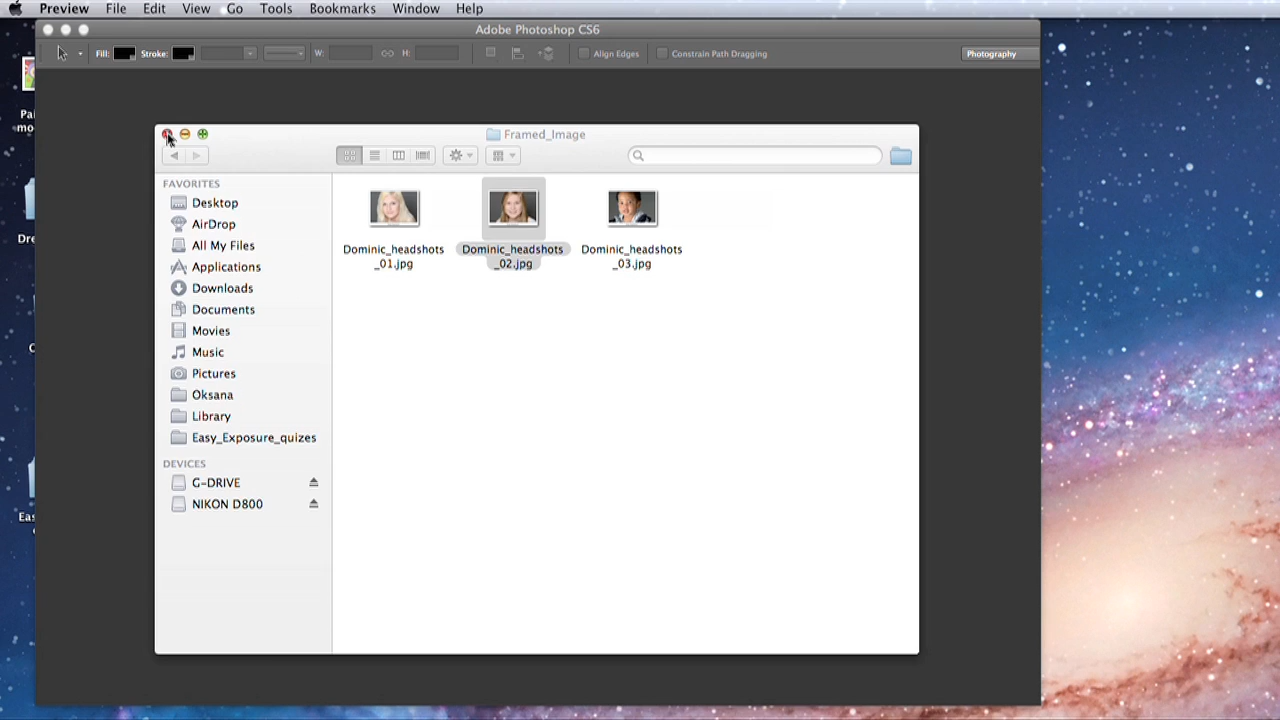 Preview File Edit View Go Tools Bookmarks Window Help
Adobe Photoshop CS6
Fill: Stroke: W: H: Align Edges Constrain Path Dragging Photography
Framed_Image
FAVORITES
Desktop
AirDrop
All My Files
Applications
Downloads
Documents
Movies
Music
Pictures
Oksana
Library
Easy_Exposure_quizes
DEVICES
G-DRIVE
NIKON D800
Dominic_headshots
_01.jpg
Dominic_headshots
_02.jpg
Dominic_headshots
_03.jpg